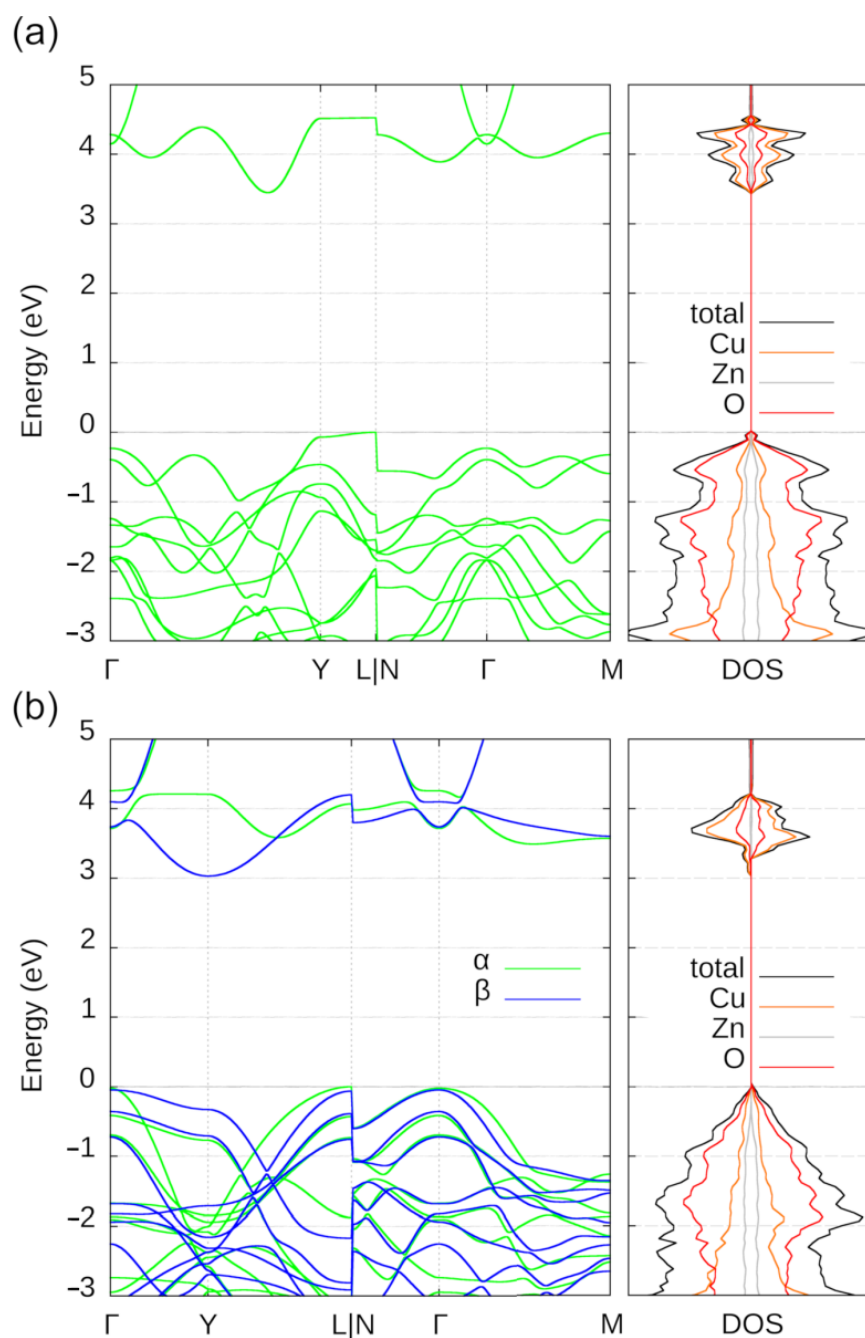 (a)
Energy (eV)
5
4
3
2
1
0
−1
−2
−3
Γ Y L|N Γ M
total
Cu
Zn
O
DOS
(b)
Energy (eV)
5
4
3
2
1
0
−1
−2
−3
α
β
Γ Y L|N Γ M
total
Cu
Zn
O
DOS